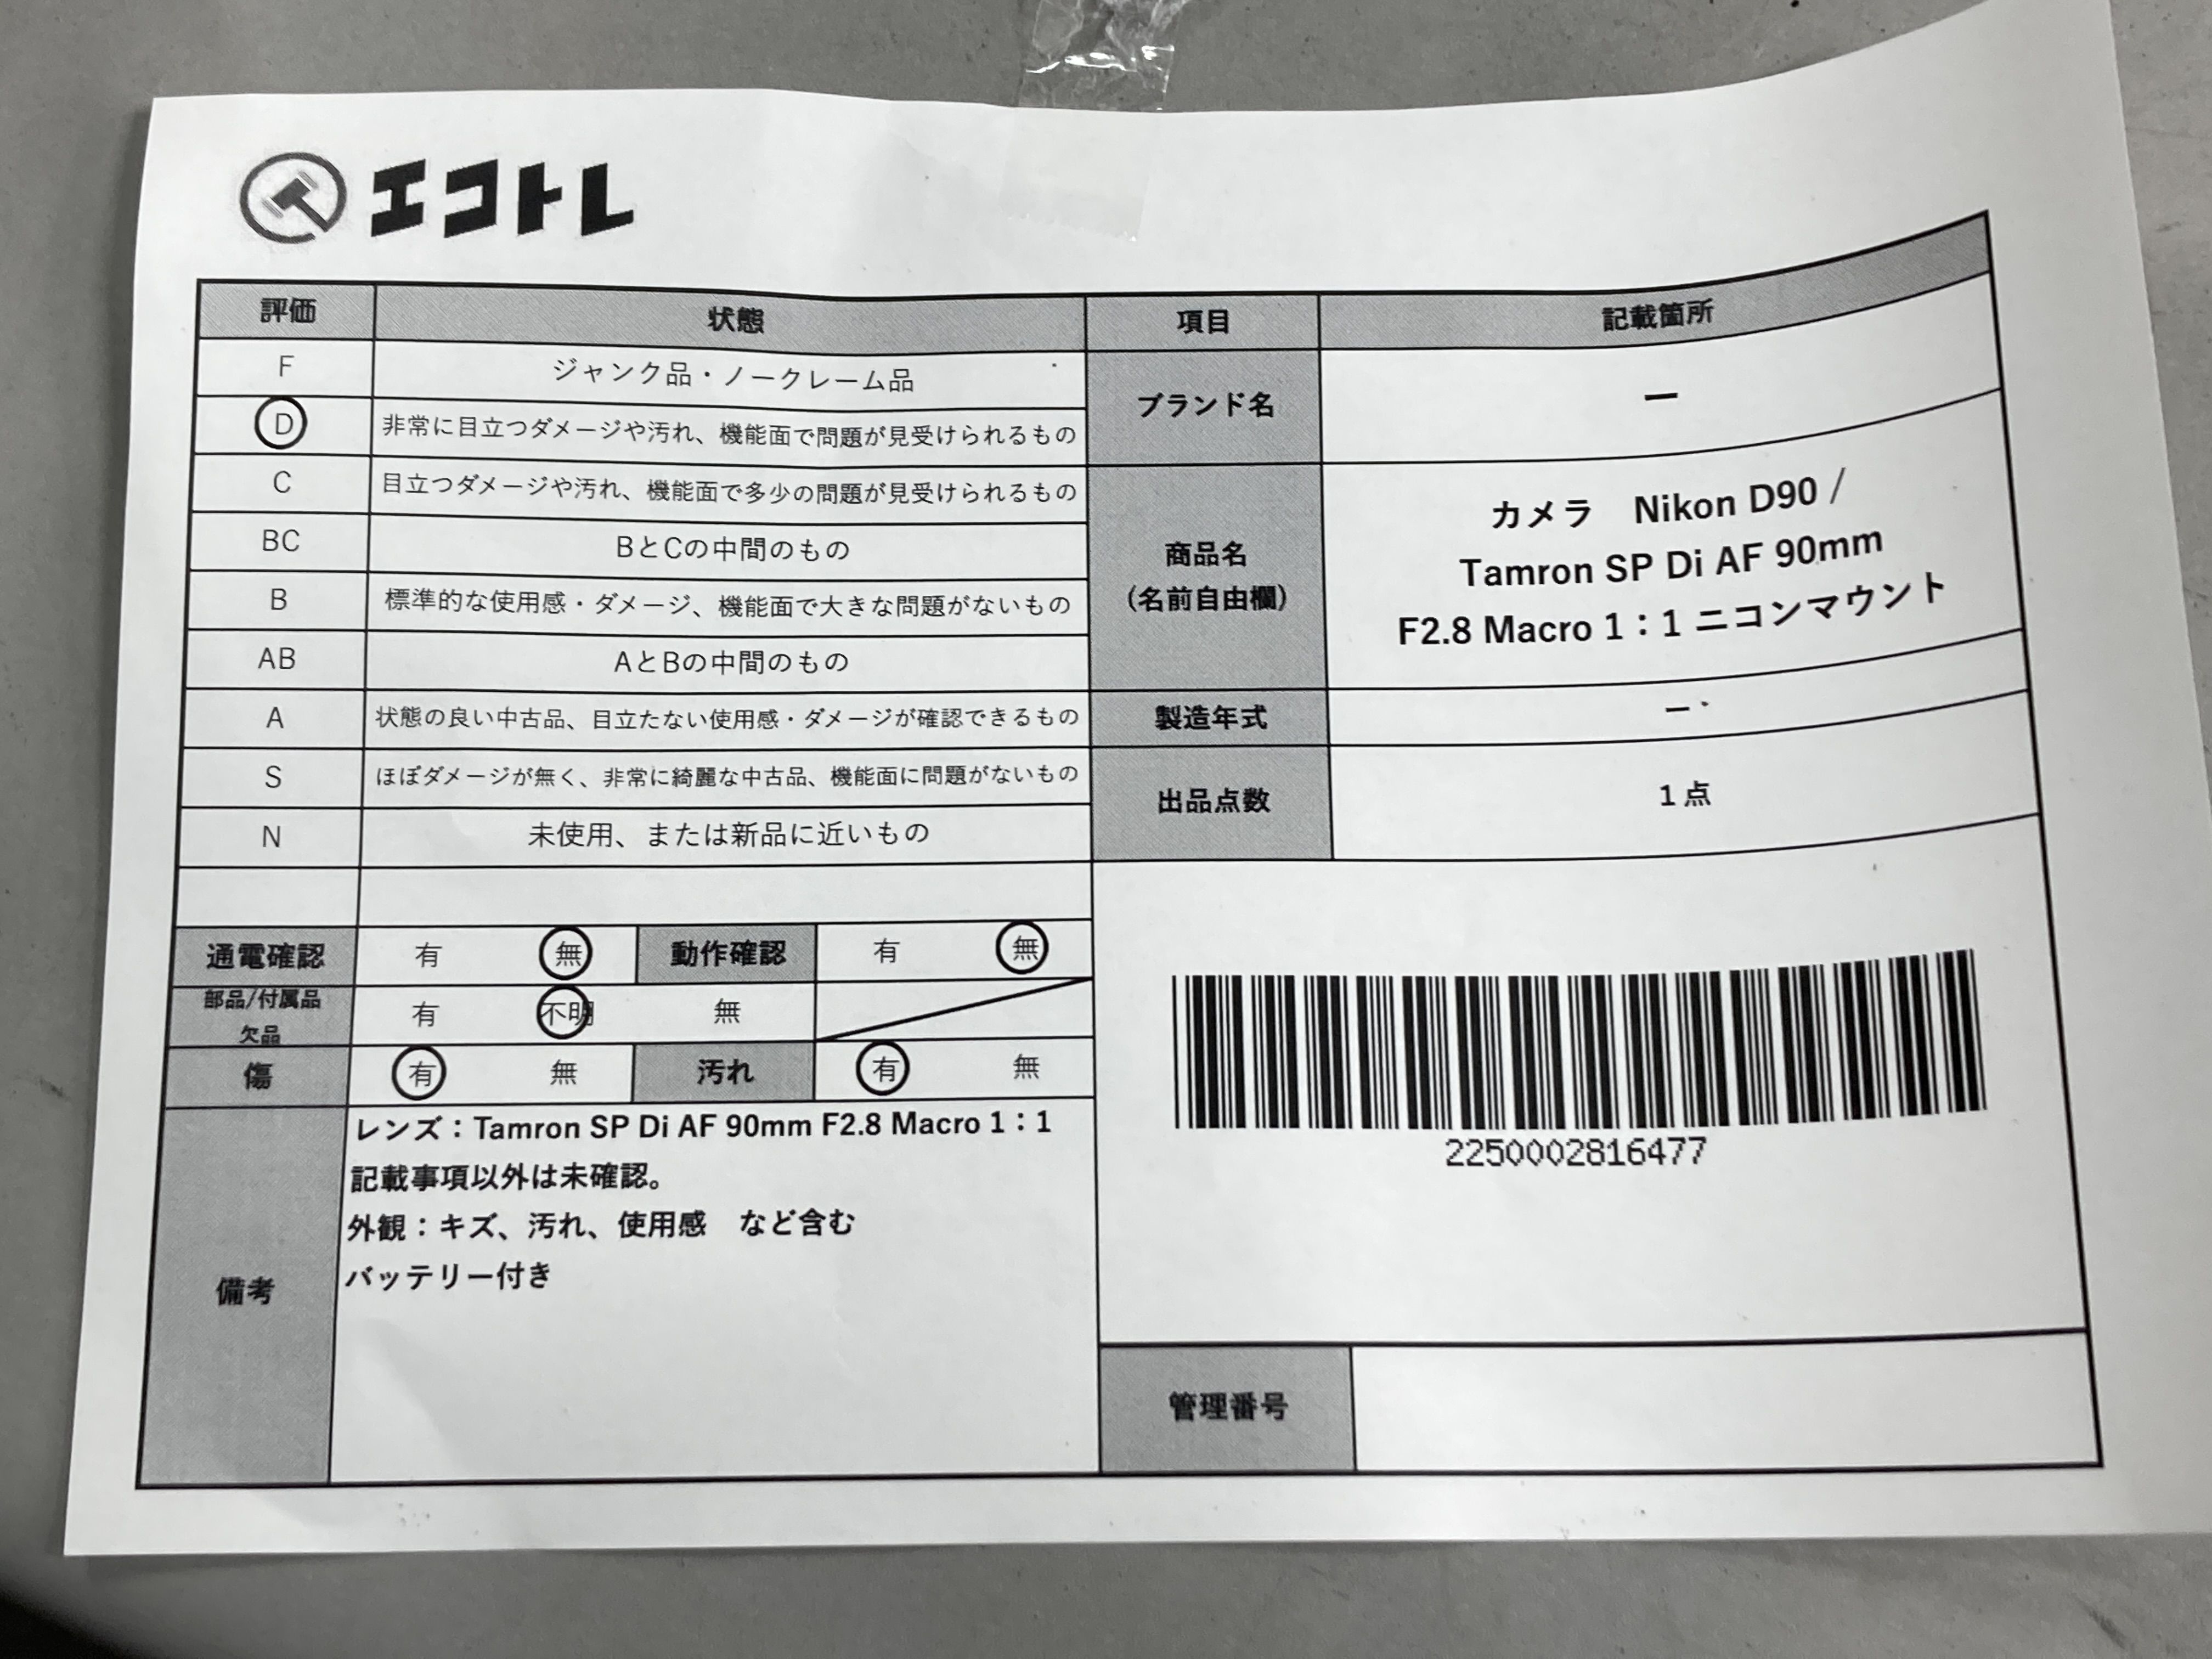 エコトレ
評価 状態 項目 記載箇所
F ジャンク品・ノークレーム品
D 非常に目立つダメージや汚れ、機能面で問題が見受けられるもの
C 目立つダメージや汚れ、機能面で多少の問題が見受けられるもの
BC BとCの中間のもの
B 標準的な使用感・ダメージ、機能面で大きな問題がないもの
AB AとBの中間のもの
A 状態の良い中古品、目立たない使用感・ダメージが確認できるもの
S ほぼダメージが無く、非常に綺麗な中古品、機能面に問題がないもの
N 未使用、または新品に近いもの
ブランド名 ー
商品名
(名前自由欄)
カメラ　Nikon D90 /
Tamron SP Di AF 90mm
F2.8 Macro 1：1 ニコンマウント
製造年式 ー
出品点数 1点
通電確認 有 無 動作確認 有 無
部品/付属品
欠品
有 不明 無
傷 有 無 汚れ 有 無
備考
レンズ：Tamron SP Di AF 90mm F2.8 Macro 1：1
記載事項以外は未確認。
外観：キズ、汚れ、使用感　など含む
バッテリー付き
2250002816477
管理番号